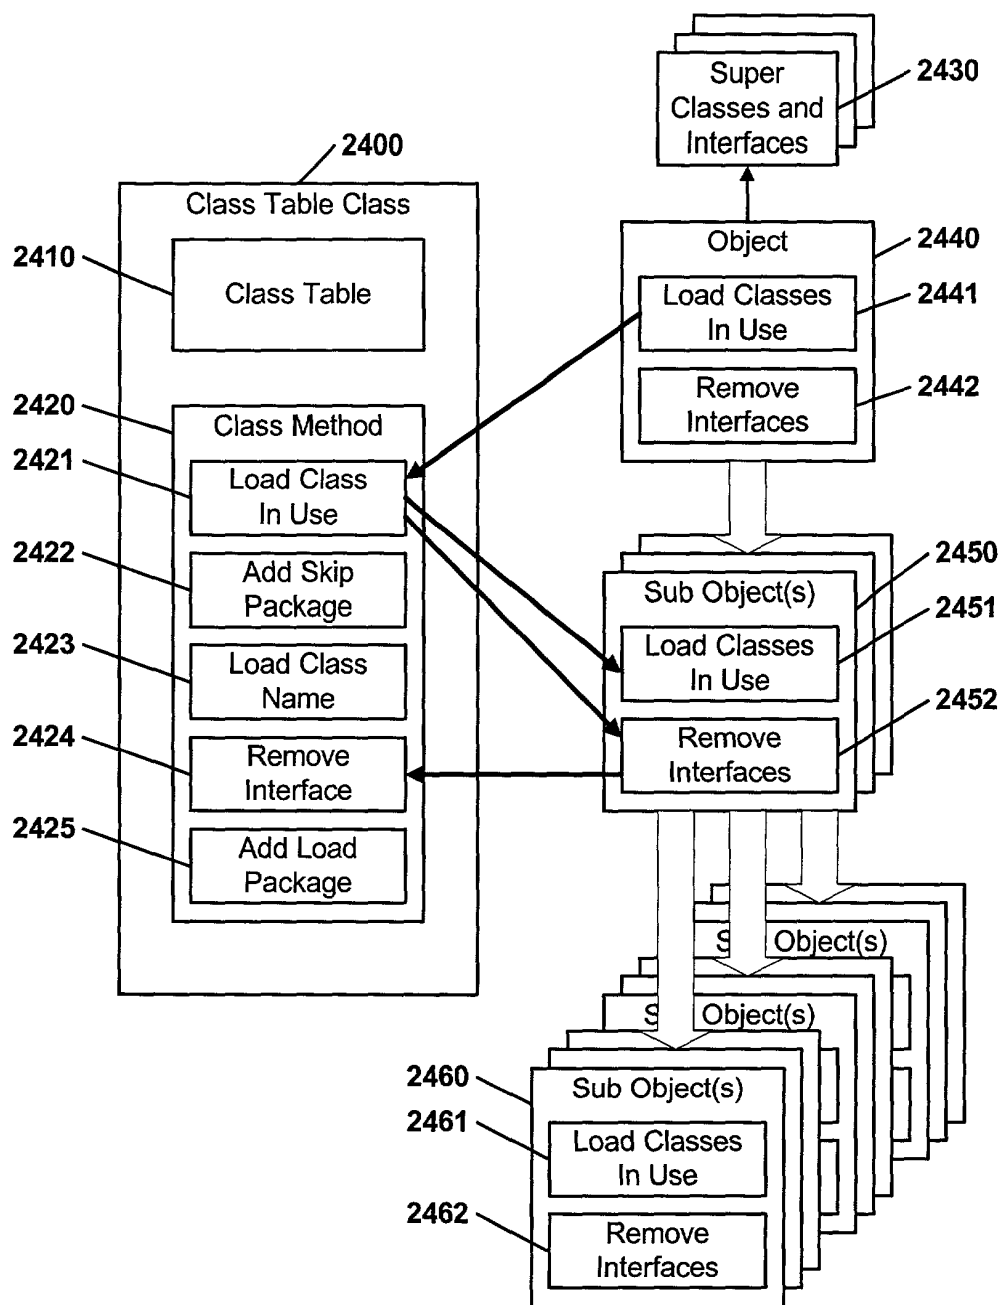 Super
Classes and
Interfaces
2430
2400
Class Table Class
2410
Class Table
Object
2440
Load Classes
In Use
2441
Remove
Interfaces
2442
2420
Class Method
2421
Load Class
In Use
2422
Add Skip
Package
2423
Load Class
Name
2424
Remove
Interface
2425
Add Load
Package
Sub Object(s)
2450
Load Classes
In Use
2451
Remove
Interfaces
2452
S Object(s)
S Object(s)
2460
Sub Object(s)
2461
Load Classes
In Use
2462
Remove
Interfaces